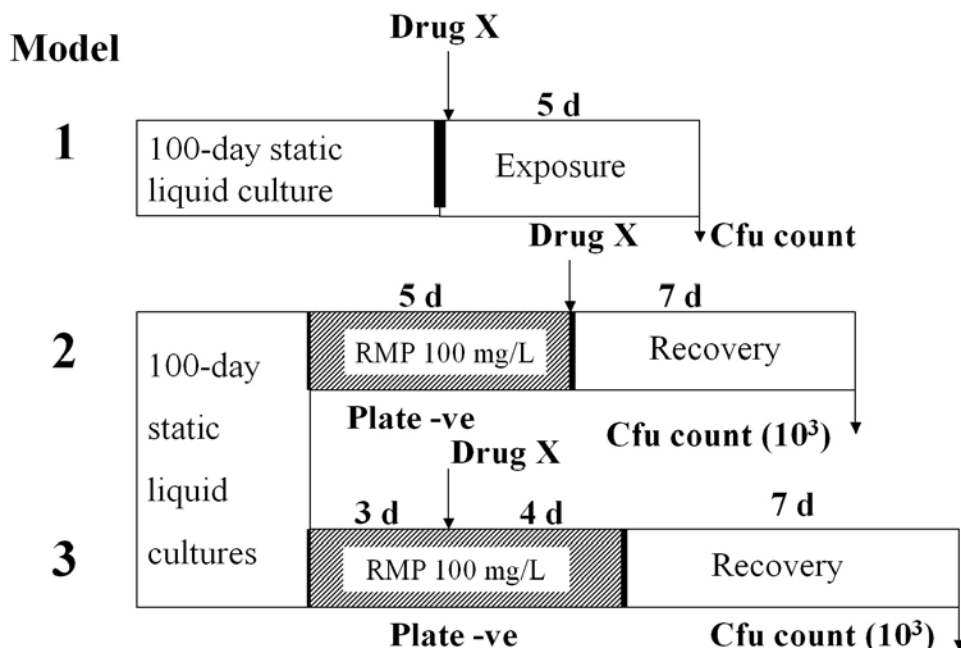 Drug X
Model
5 d
1
100-day static
liquid culture
Exposure
Drug X
Cfu count
5 d
7 d
2
100-day
static
liquid
cultures
RMP 100 mg/L
Recovery
Plate -ve
Cfu count (10³)
Drug X
3 d
4 d
7 d
3
RMP 100 mg/L
Recovery
Plate -ve
Cfu count (10³)